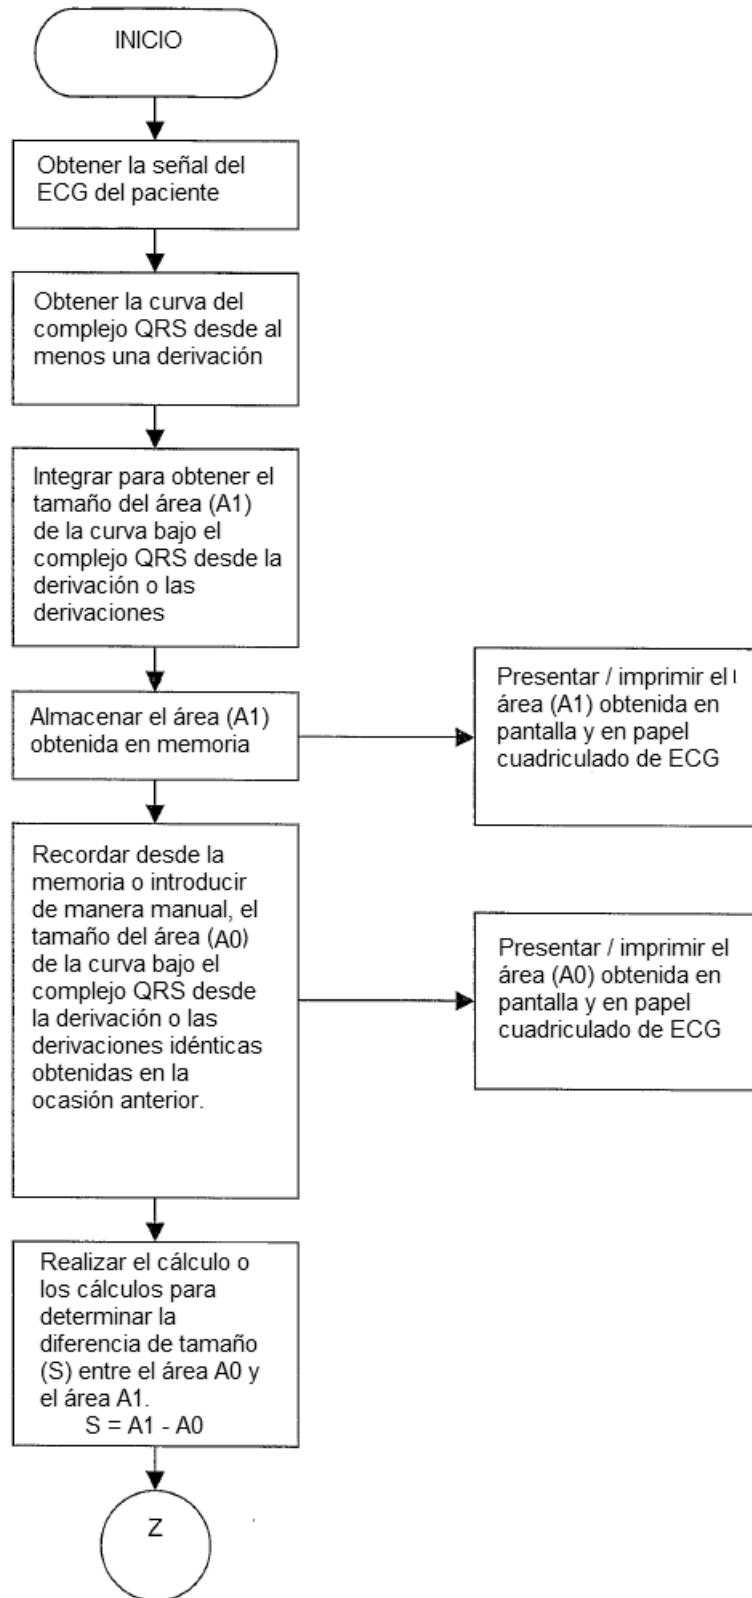 INICIO
Obtener la señal del
ECG del paciente
Obtener la curva del
complejo QRS desde al
menos una derivación
Integrar para obtener el
tamaño del área (A1)
de la curva bajo el
complejo QRS desde la
derivación o las
derivaciones
Almacenar el área (A1)
obtenida en memoria
Presentar / imprimir el
área (A1) obtenida en
pantalla y en papel
cuadriculado de ECG
Recordar desde la
memoria o introducir
de manera manual, el
tamaño del área (A0)
de la curva bajo el
complejo QRS desde
la derivación o las
derivaciones idénticas
obtenidas en la
ocasión anterior.
Presentar / imprimir el
área (A0) obtenida en
pantalla y en papel
cuadriculado de ECG
Realizar el cálculo o
los cálculos para
determinar la
diferencia de tamaño
(S) entre el área A0 y
el área A1.
S = A1 - A0
Z